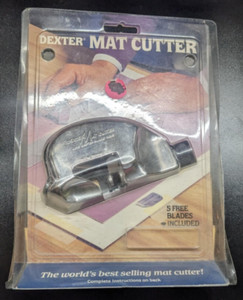 DEXTER® MAT CUTTER
5 FREE
BLADES
INCLUDED
The world's best selling mat cutter!
Complete instructions on back